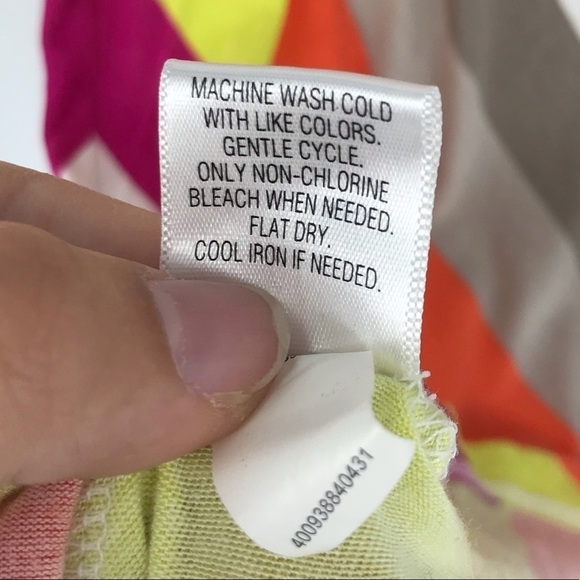 MACHINE WASH COLD
WITH LIKE COLORS.
GENTLE CYCLE.
ONLY NON-CHLORINE
BLEACH WHEN NEEDED.
FLAT DRY.
COOL IRON IF NEEDED.
400938840431